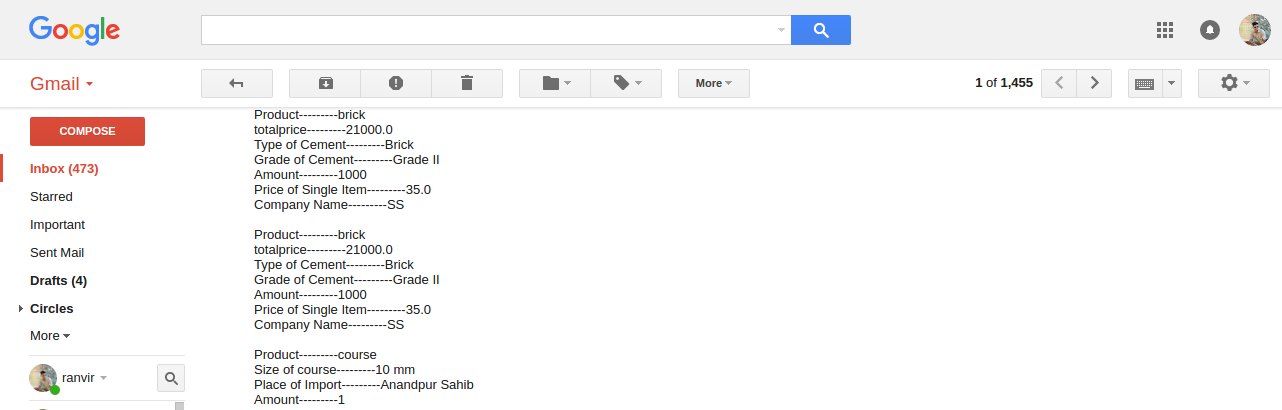 Google
Gmail
More
1 of 1,455
COMPOSE
Inbox (473)
Starred
Important
Sent Mail
Drafts (4)
Circles
More
ranvir
Product---------brick
totalprice---------21000.0
Type of Cement---------Brick
Grade of Cement---------Grade II
Amount---------1000
Price of Single Item---------35.0
Company Name---------SS
Product---------brick
totalprice---------21000.0
Type of Cement---------Brick
Grade of Cement---------Grade II
Amount---------1000
Price of Single Item---------35.0
Company Name---------SS
Product---------course
Size of course---------10 mm
Place of Import---------Anandpur Sahib
Amount---------1